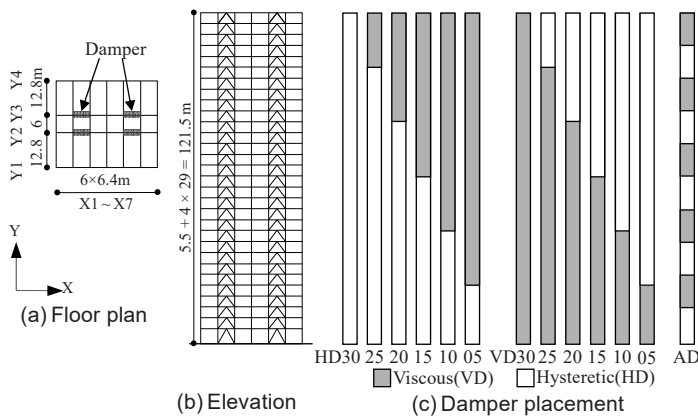 Damper
Y1 Y2 Y3 Y4
12.8 6 12.8m
6×6.4m
X1 ~ X7
Y
X
(a) Floor plan
5.5 + 4 × 29 = 121.5 m
(b) Elevation
HD30 25 20 15 10 05 VD30 25 20 15 10 05 AD
Viscous(VD) Hysteretic(HD)
(c) Damper placement